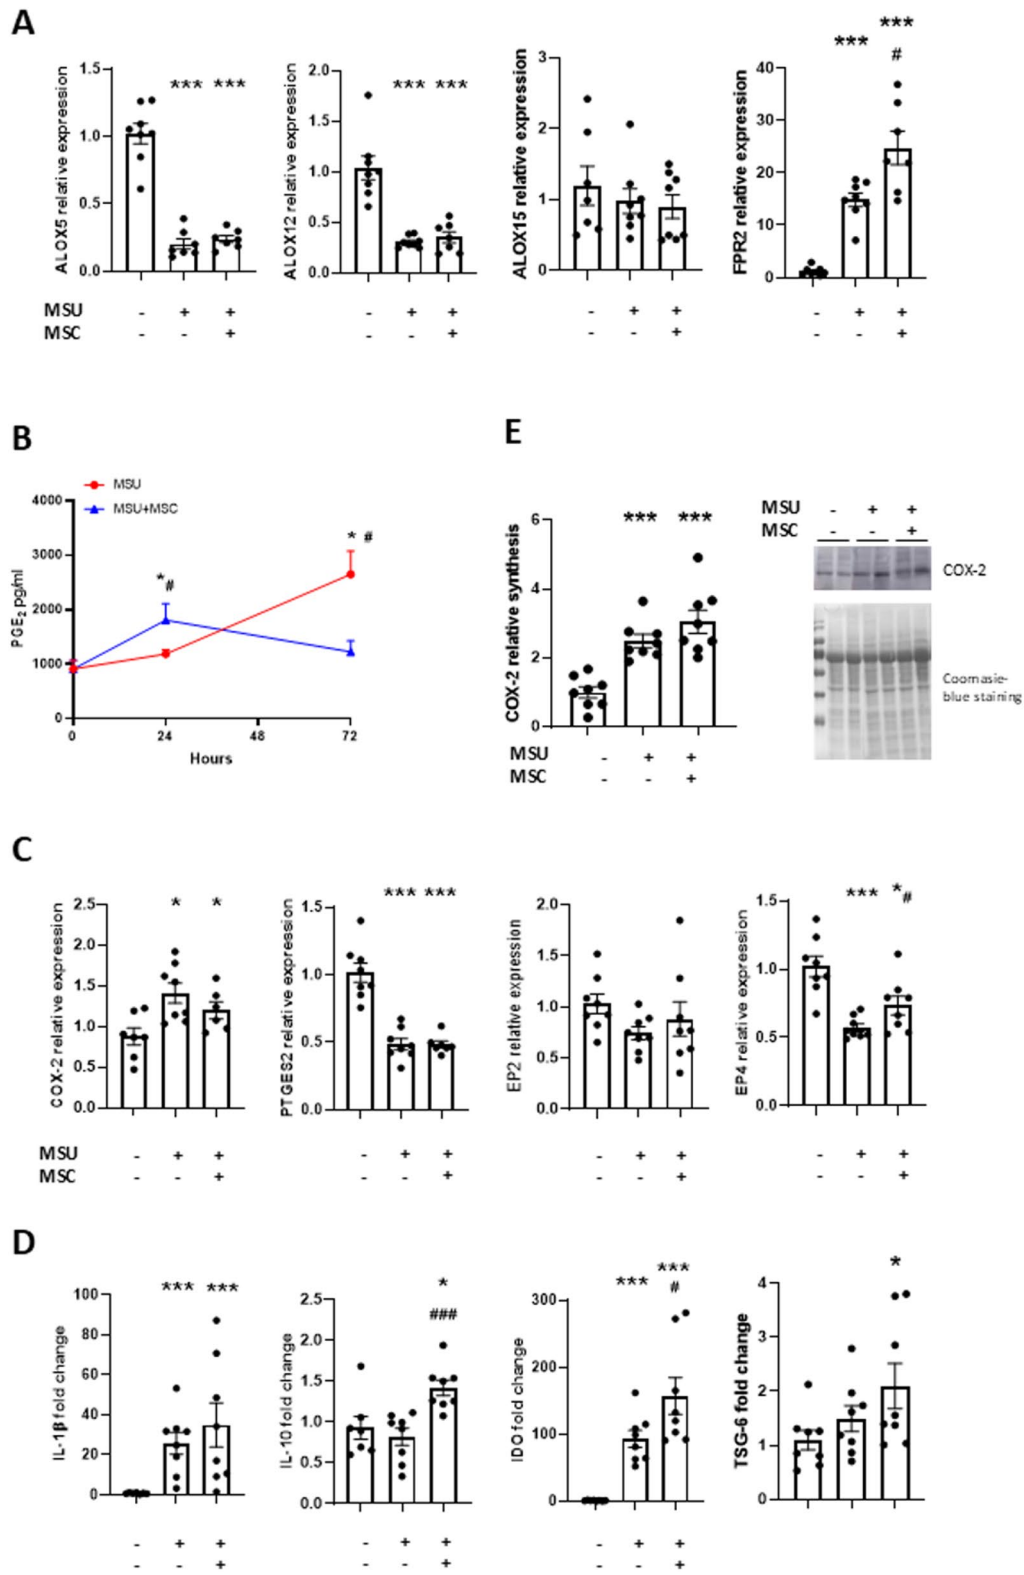 A
ALOX5 relative expression
1.5
1.0
0.5
0.0
*** ***
ALOX12 relative expression
2.0
1.5
1.0
0.5
0.0
*** ***
ALOX15 relative expression
3
2
1
0
FPR2 relative expression
40
30
20
10
0
*** ***
#
MSU - + + - + + - + + - + +
MSC - - + - - + - - + - - +
B
MSU
MSU+MSC
PGE2 pg/ml
4000
3000
2000
1000
0
*#
* #
0 24 48 72
Hours
E
COX-2 relative synthesis
6
4
2
0
*** ***
MSU - + +
MSC - - +
MSU - + +
MSC - - +
COX-2
Coomasie-
blue staining
C
COX-2 relative expression
2.5
2.0
1.5
1.0
0.5
0.0
* *
PTGES2 relative expression
1.5
1.0
0.5
0.0
*** ***
EP2 relative expression
2.0
1.5
1.0
0.5
0.0
EP4 relative expression
1.5
1.0
0.5
0.0
*** *#
MSU - + + - + + - + + - + +
MSC - - + - - + - - + - - +
D
IL-1β fold change
100
80
60
40
20
0
*** ***
IL-10 fold change
2.5
2.0
1.5
1.0
0.5
0.0
*
###
IDO fold change
300
200
100
0
*** ***
#
TSG-6 fold change
4
3
2
1
0
*
- + + - + + - + +
- - + - - + - - +